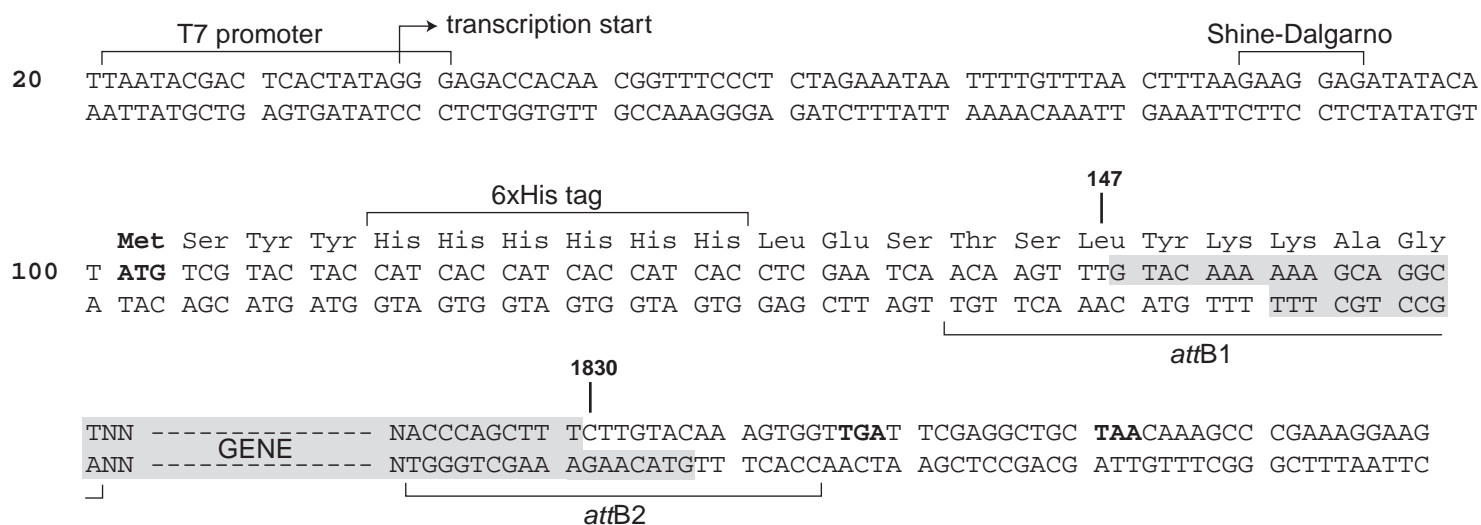 T7 promoter transcription start Shine-Dalgarno
20 TTAATACGAC TCACTATAGG GAGACCACAA CGGTTTCCCT CTAGAAATAA TTTTGTTTAA CTTTAAGAAG GAGATATACA
AATTATGCTG AGTGATATCC CTCTGGTGTT GCCAAAGGGA GATCTTTATT AAAACAAATT GAAATTCTTC CTCTATATGT
6xHis tag 147
Met Ser Tyr Tyr His His His His His His Leu Glu Ser Thr Ser Leu Tyr Lys Lys Ala Gly
100 T ATG TCG TAC TAC CAT CAC CAT CAC CAT CAC CTC GAA TCA ACA AGT TTG TAC AAA AAA GCA GGC
A TAC AGC ATG ATG GTA GTG GTA GTG GTA GTG GAG CTT AGT TGT TCA AAC ATG TTT TTT CGT CCG
attB1
1830
TNN -------------- NACCCAGCTTT TCTTGTACAA AGTGGTTGATT TCGAGGCTGC TAACAAAGCCC CGAAAGGAAG
GENE
ANN -------------- NTGGGTCGAA AGAACATGTT TCACCAACTA AGCTCCGACG ATTGTTTCGG GCTTTAATTC
attB2